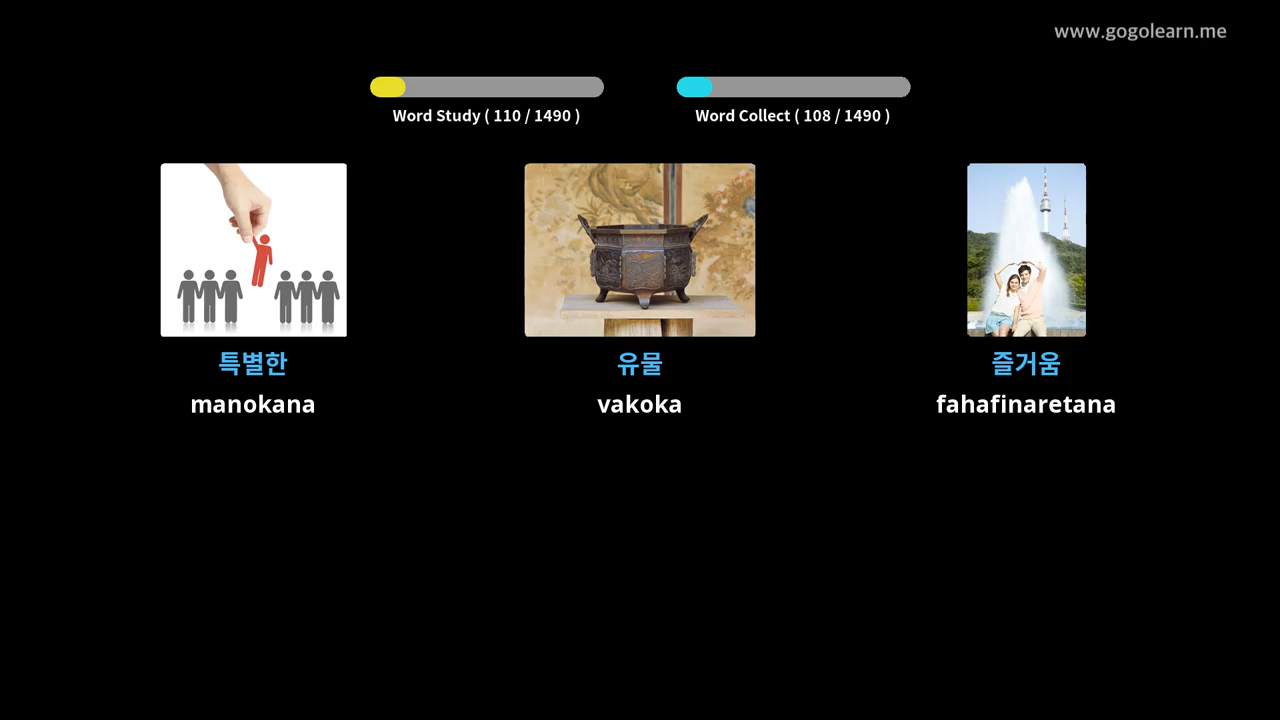 www.gogolearn.me
Word Study ( 110 / 1490 )
Word Collect ( 108 / 1490 )
특별한
manokana
유물
vakoka
즐거움
fahafinaretana